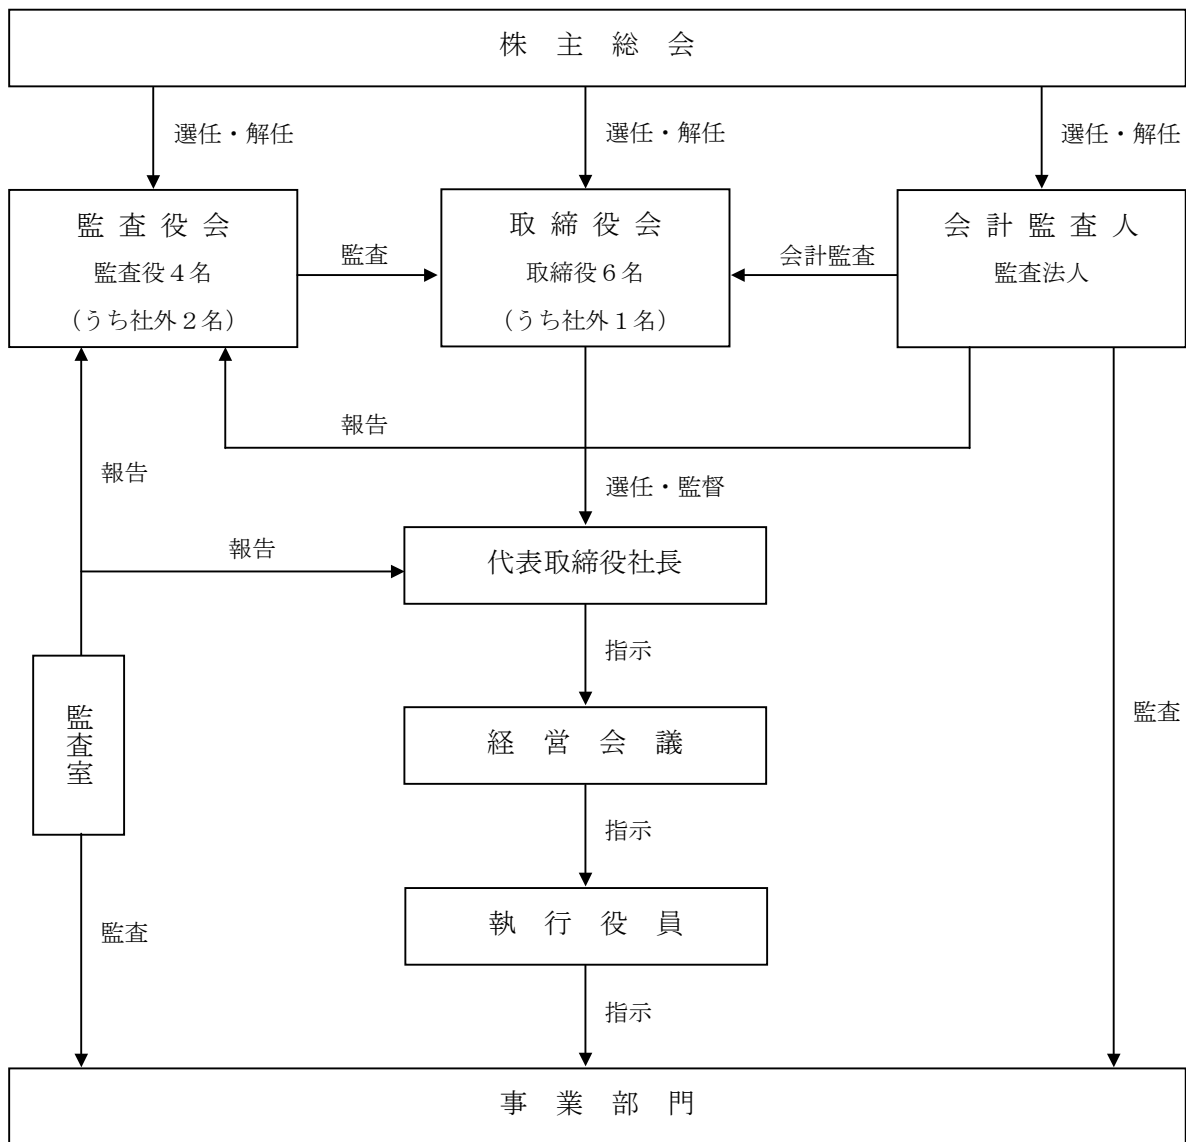 株主総会
選任・解任
選任・解任
選任・解任
監査役会
監査役４名
（うち社外２名）
監査
取締役会
取締役６名
（うち社外１名）
会計監査
会計監査人
監査法人
報告
報告
選任・監督
報告
代表取締役社長
指示
監査室
経営会議
監査
指示
執行役員
監査
指示
事業部門